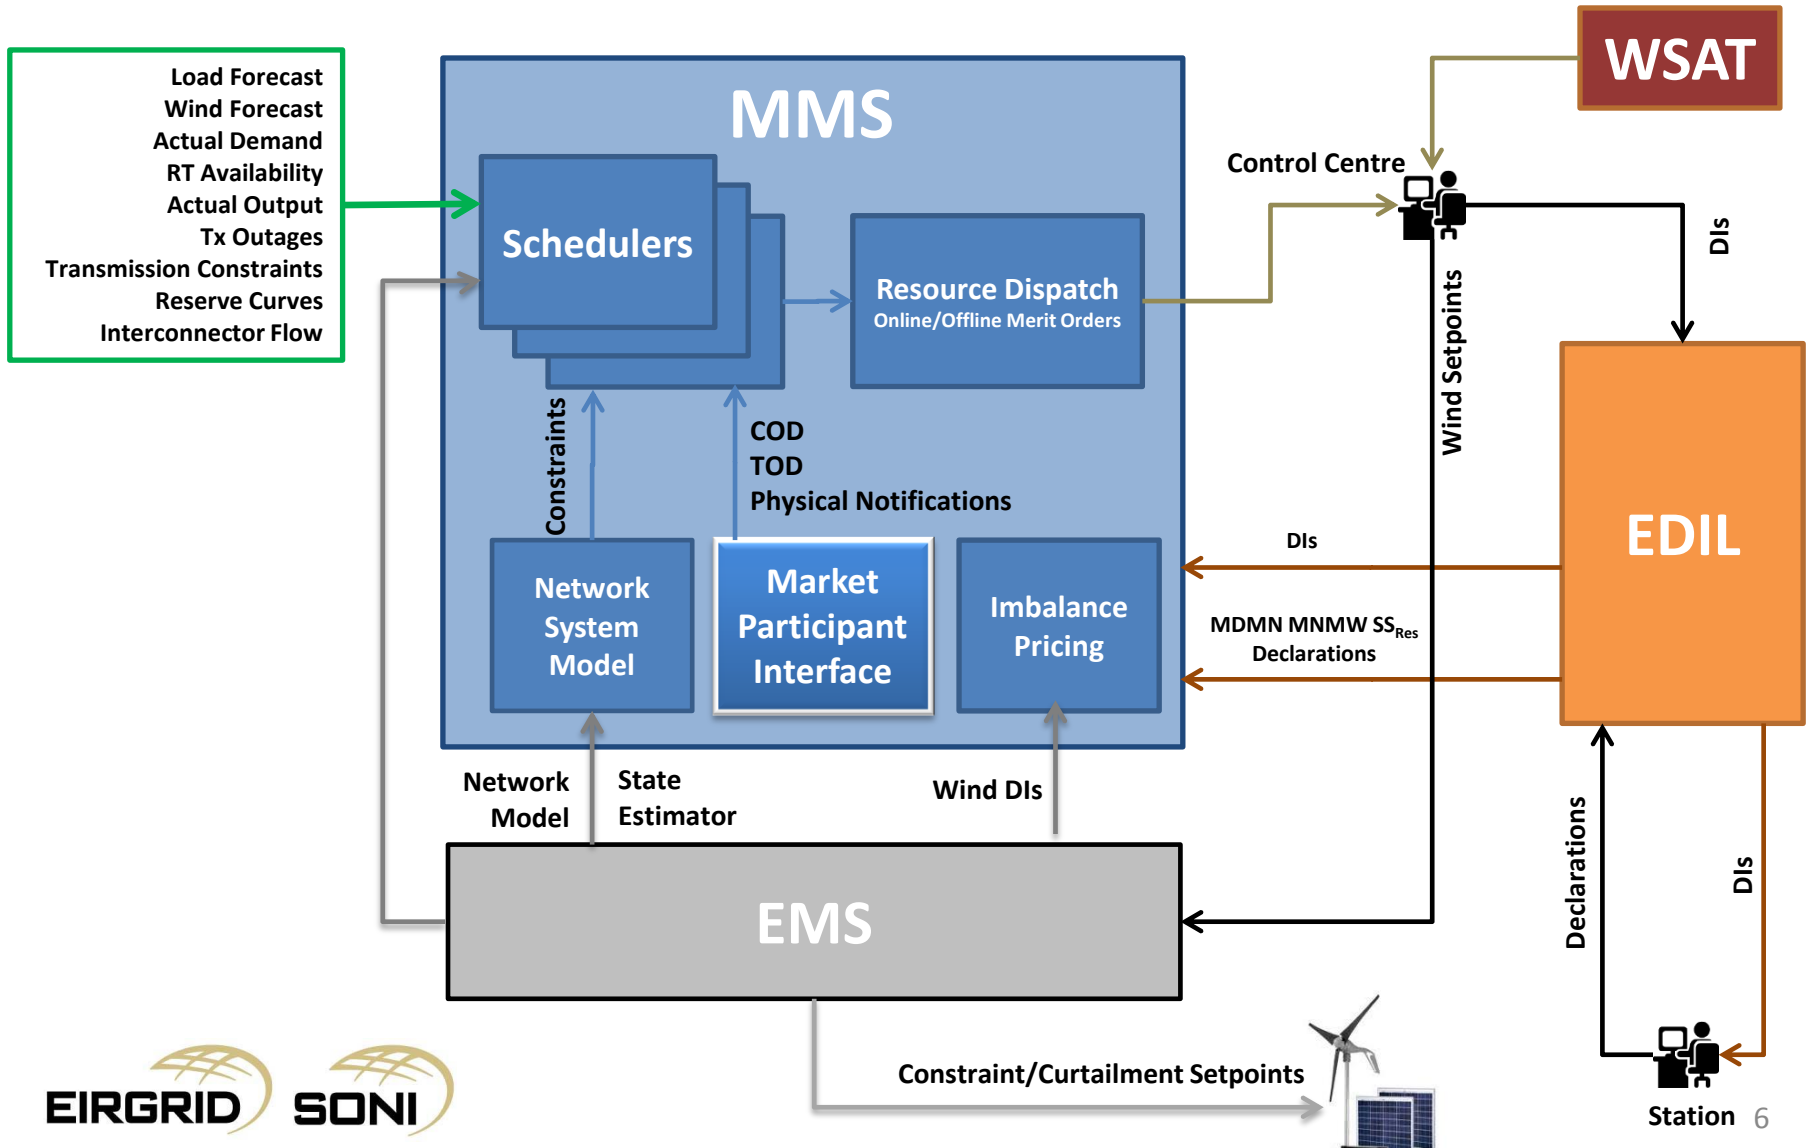 Load Forecast
Wind Forecast
Actual Demand
RT Availability
Actual Output
Tx Outages
Transmission Constraints
Reserve Curves
Interconnector Flow
MMS
WSAT
Control Centre
Schedulers
Resource Dispatch
Online/Offline Merit Orders
DIs
Wind Setpoints
Constraints
COD
TOD
Physical Notifications
EDIL
Network
System
Model
Market
Participant
Interface
Imbalance
Pricing
DIs
MDMN MNMW SSRes
Declarations
Network
Model
State
Estimator
Wind DIs
EMS
Declarations
DIs
Constraint/Curtailment Setpoints
EIRGRID
SONI
Station
6